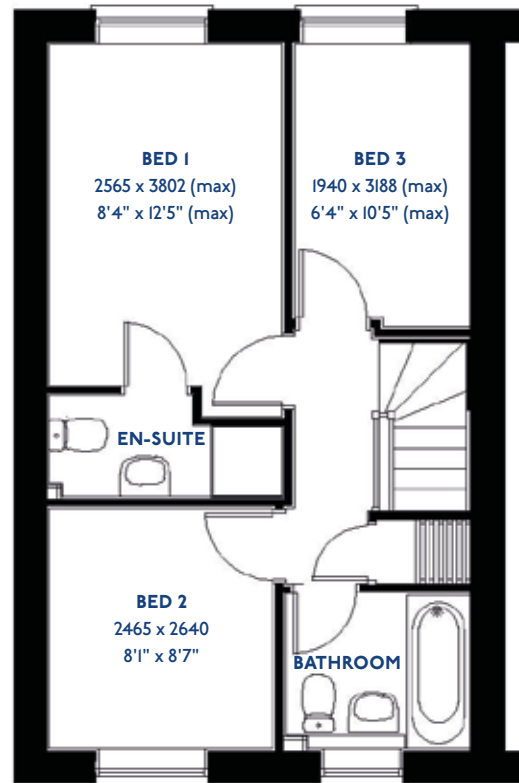 BED 1
2565 x 3802 (max)
8'4" x 12'5" (max)
BED 3
1940 x 3188 (max)
6'4" x 10'5" (max)
EN-SUITE
BED 2
2465 x 2640
8'1" x 8'7"
BATHROOM